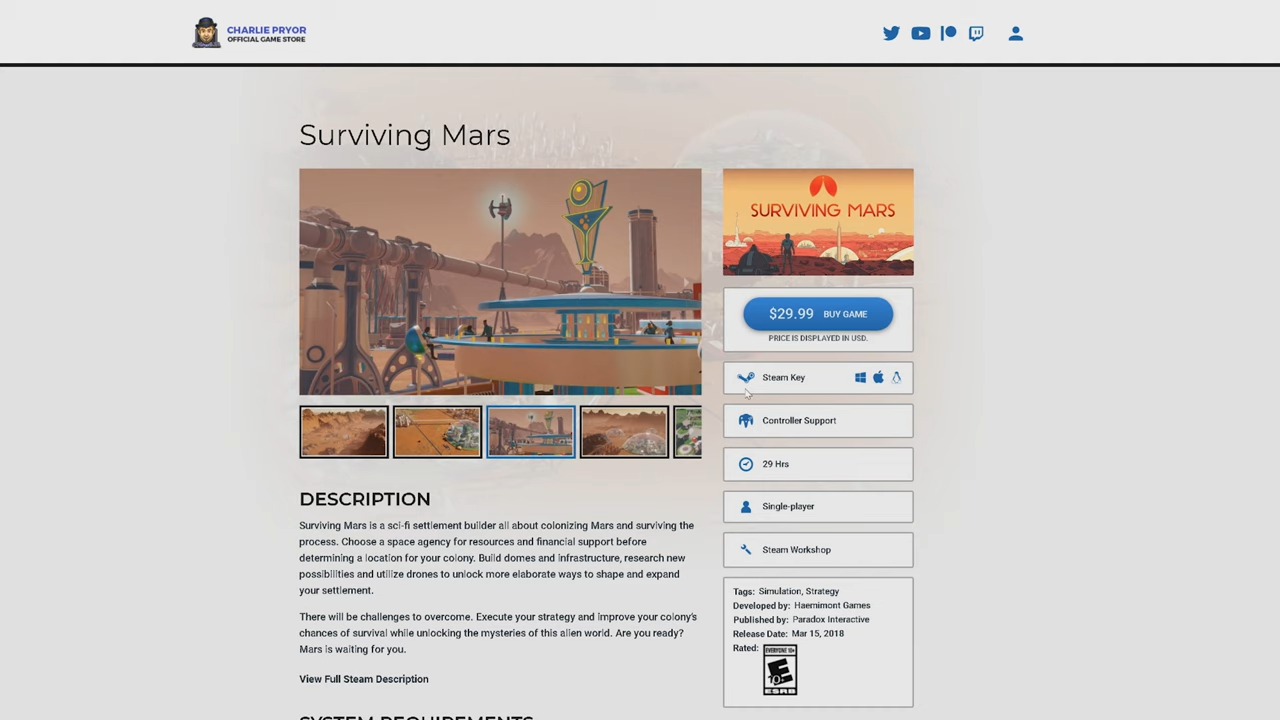 CHARLIE PRYOR
OFFICIAL GAME STORE
Surviving Mars
SURVIVING MARS
$29.99 BUY GAME
PRICE IS DISPLAYED IN USD.
Steam Key
Controller Support
29 Hrs
Single-player
Steam Workshop
DESCRIPTION
Surviving Mars is a sci-fi settlement builder all about colonizing Mars and surviving the
process. Choose a space agency for resources and financial support before
determining a location for your colony. Build domes and infrastructure, research new
possibilities and utilize drones to unlock more elaborate ways to shape and expand
your settlement.
There will be challenges to overcome. Execute your strategy and improve your colony's
chances of survival while unlocking the mysteries of this alien world. Are you ready?
Mars is waiting for you.
View Full Steam Description
Tags: Simulation, Strategy
Developed by: Haemimont Games
Published by: Paradox Interactive
Release Date: Mar 15, 2018
Rated:
EVERYONE 10+
E
10+
ESRB
SYSTEM REQUIREMENTS